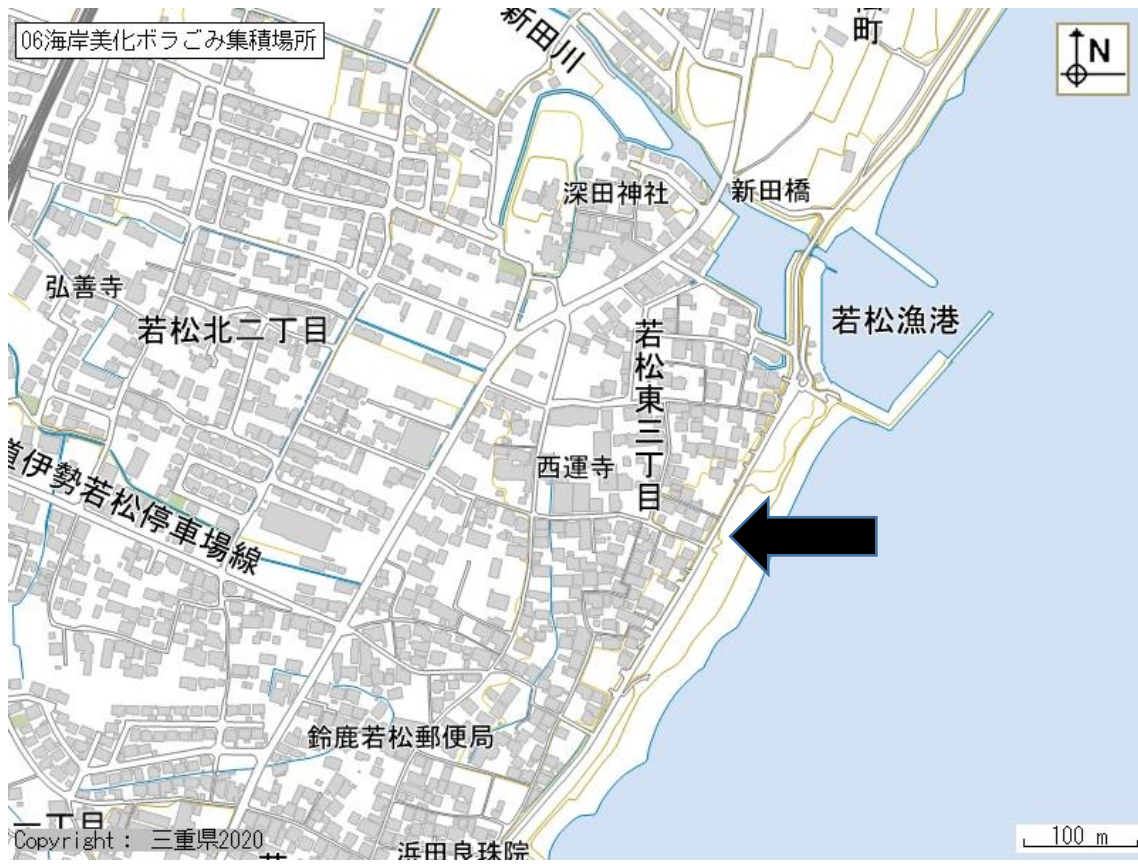 06海岸美化ボラごみ集積場所
新田川
町
N
深田神社
新田橋
弘善寺
若松北二丁目
若松東三丁目
若松漁港
西運寺
道伊勢若松停車場線
鈴鹿若松郵便局
一丁目
Copyright : 三重県2020
浜田良珠院
100 m